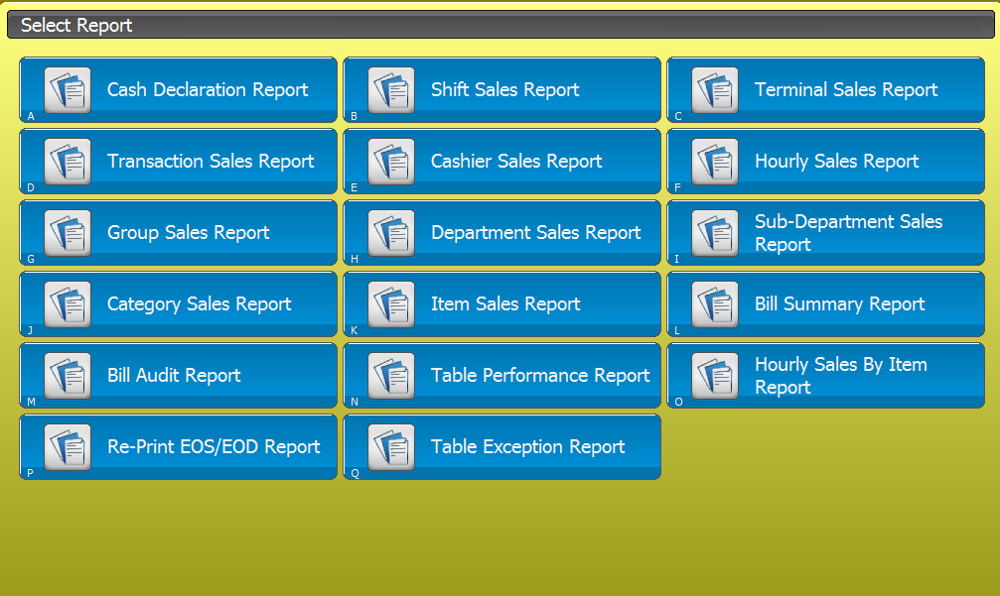 Select Report
Cash Declaration Report
A
Shift Sales Report
B
Terminal Sales Report
C
Transaction Sales Report
D
Cashier Sales Report
E
Hourly Sales Report
F
Group Sales Report
G
Department Sales Report
H
Sub-Department Sales
Report
I
Category Sales Report
J
Item Sales Report
K
Bill Summary Report
L
Bill Audit Report
M
Table Performance Report
N
Hourly Sales By Item
Report
O
Re-Print EOS/EOD Report
P
Table Exception Report
Q